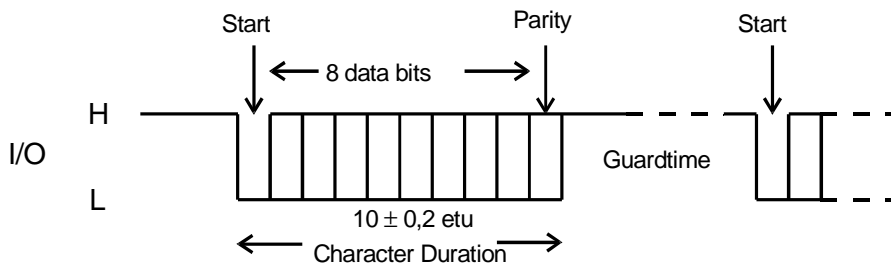 Start
Parity
Start
8 data bits
H
I/O
Guardtime
L
10 ± 0,2 etu
Character Duration